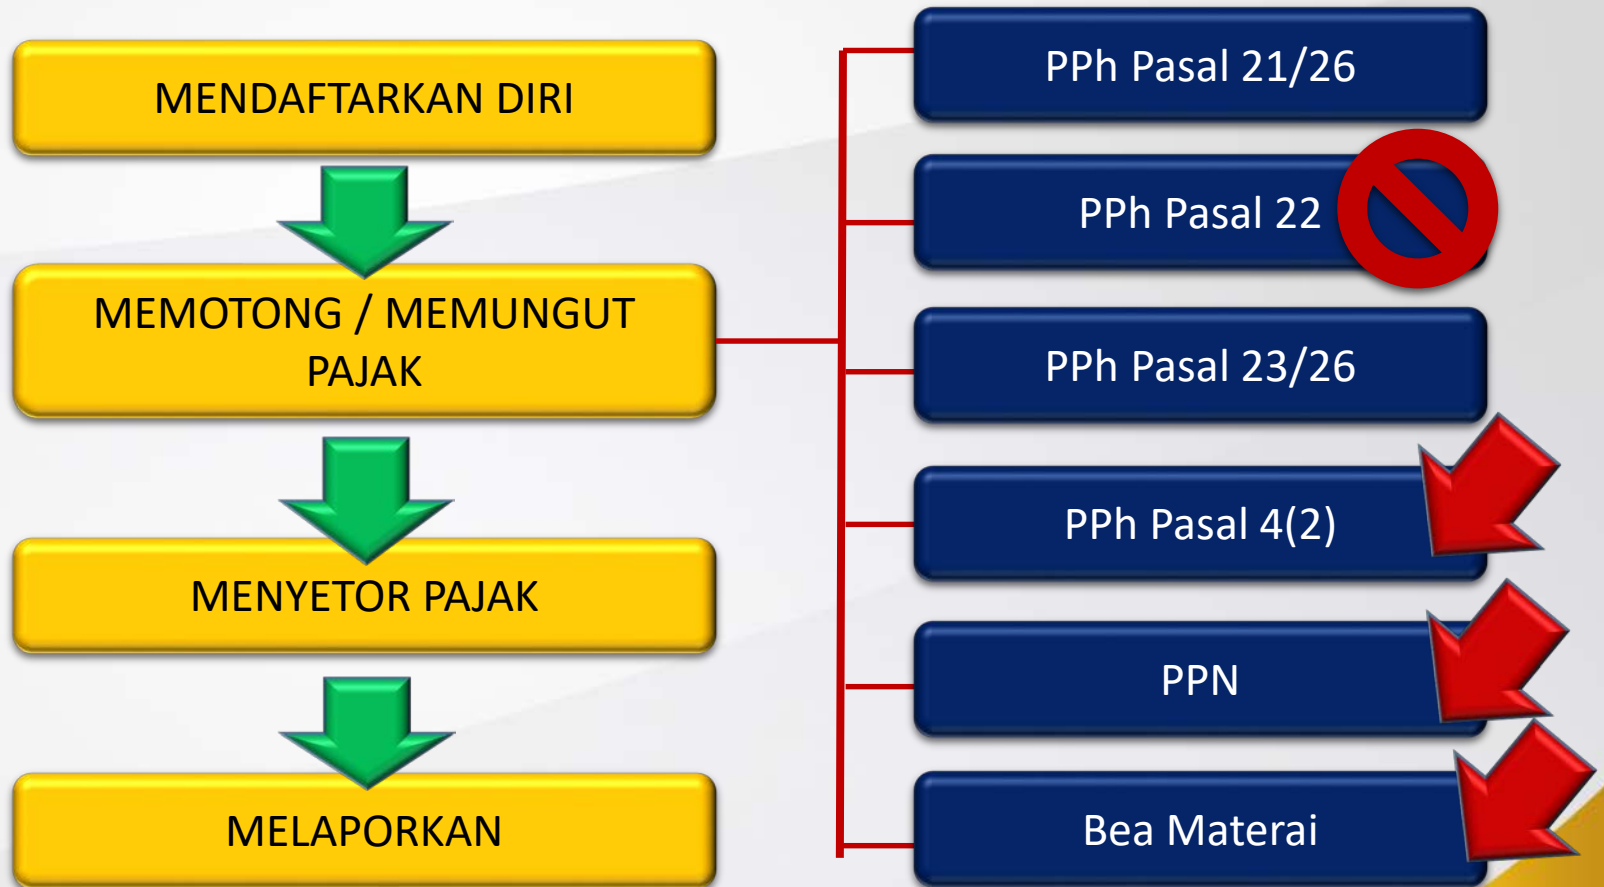 MENDAFTARKAN DIRI
MEMOTONG / MEMUNGUT
PAJAK
MENYETOR PAJAK
MELAPORKAN
PPh Pasal 21/26
PPh Pasal 22
PPh Pasal 23/26
PPh Pasal 4(2)
PPN
Bea Materai